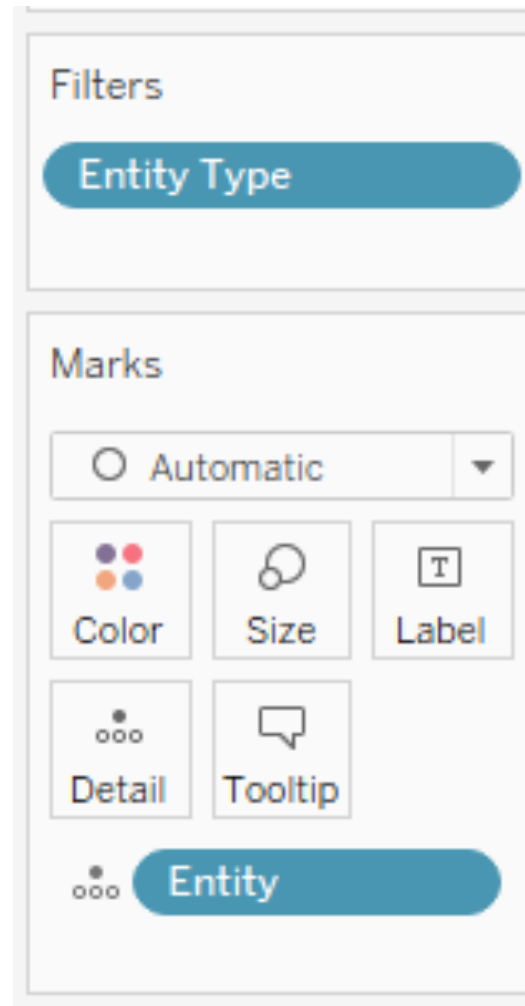 Filters
Entity Type
Marks
Automatic
Color Size Label
Detail Tooltip
Entity